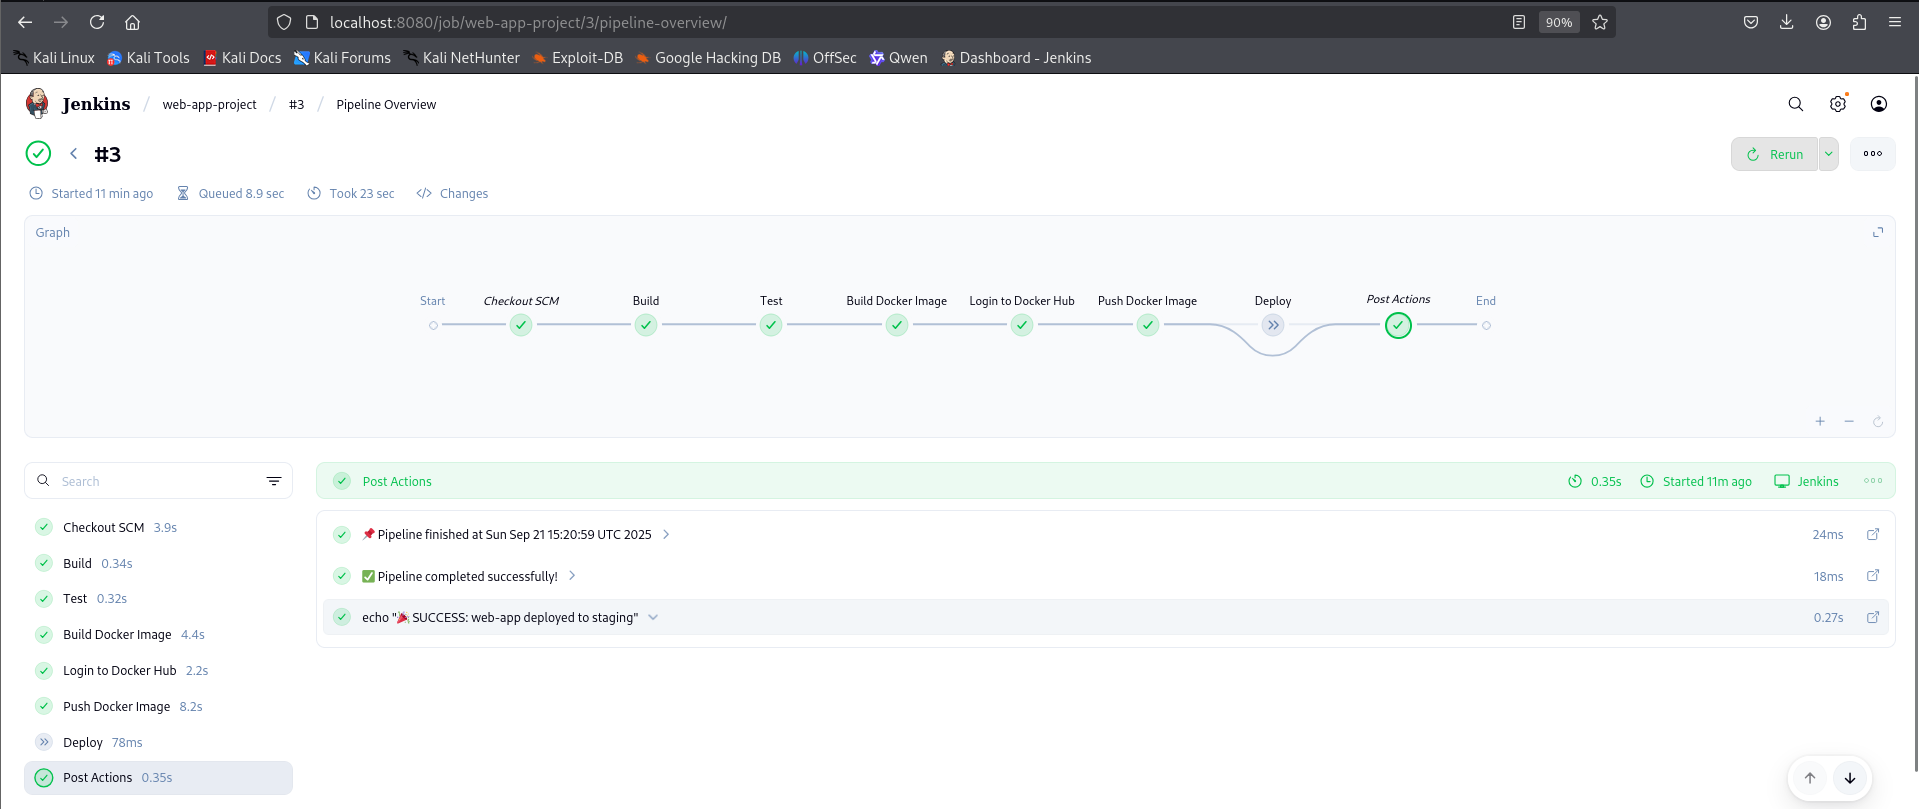 localhost:8080/job/web-app-project/3/pipeline-overview/
90%
Kali Linux Kali Tools Kali Docs Kali Forums Kali NetHunter Exploit-DB Google Hacking DB OffSec Qwen Dashboard - Jenkins
Jenkins / web-app-project / #3 / Pipeline Overview
#3
Rerun
Started 11 min ago Queued 8.9 sec Took 23 sec Changes
Graph
Start Checkout SCM Build Test Build Docker Image Login to Docker Hub Push Docker Image Deploy Post Actions End
Search
Checkout SCM 3.9s
Build 0.34s
Test 0.32s
Build Docker Image 4.4s
Login to Docker Hub 2.2s
Push Docker Image 8.2s
Deploy 78ms
Post Actions 0.35s
Post Actions 0.35s Started 11m ago Jenkins
📌 Pipeline finished at Sun Sep 21 15:20:59 UTC 2025 24ms
✅ Pipeline completed successfully! 18ms
echo "🎉 SUCCESS: web-app deployed to staging" 0.27s